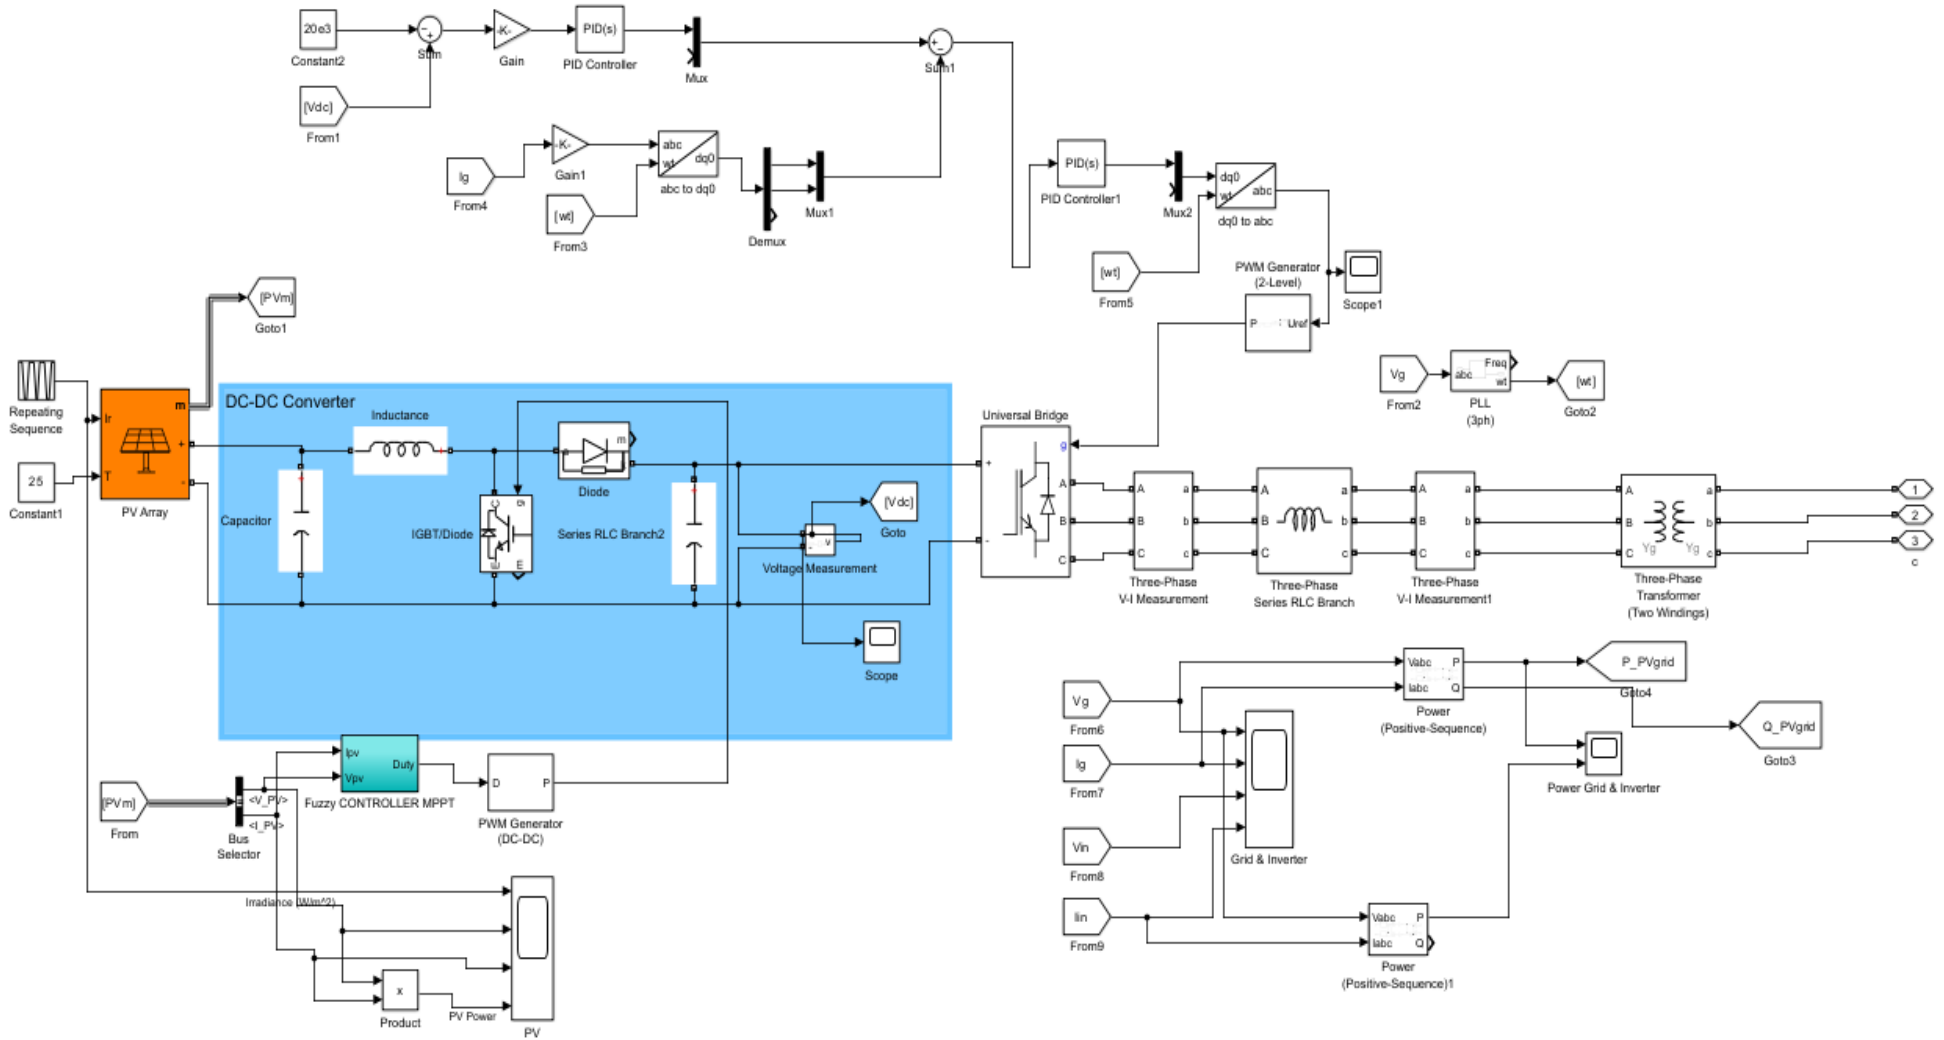 20e3
Constant2
Sum
-K-
Gain
PID(s)
PID Controller
Mux
Sum1
[Vdc]
From1
Ig
From4
-K-
Gain1
[wt]
From3
abc
wt
dq0
abc to dq0
Demux
Mux1
PID(s)
PID Controller1
Mux2
dq0
wt
abc
dq0 to abc
[wt]
From5
PWM Generator
(2-Level)
P
Uref
Scope1
[PVm]
Goto1
Repeating
Sequence
25
Constant1
Ir
T
m
+
-
PV Array
DC-DC Converter
Capacitor
Inductance
IGBT/Diode
g
C
E
m
a
m
Diode
Series RLC Branch2
[Vdc]
Goto
+
-
v
Voltage Measurement
Scope
Universal Bridge
g
+
-
A
B
C
A
B
C
a
b
c
Three-Phase
V-I Measurement
A
B
C
a
b
c
Three-Phase
Series RLC Branch
A
B
C
a
b
c
Three-Phase
V-I Measurement1
Vg
From2
abc
Freq
wt
PLL
(3ph)
[wt]
Goto2
A
B
C
a
b
c
Yg
Yg
Three-Phase
Transformer
(Two Windings)
1
2
3
c
[PVm]
From
Bus
Selector
<V_PV>
<I_PV>
Ipv
Vpv
Duty
Fuzzy CONTROLLER MPPT
D
P
PWM Generator
(DC-DC)
Irradiance (W/m^2)
x
Product
PV Power
PV
Vg
From6
Ig
From7
Vin
From8
Iin
From9
Grid & Inverter
Vabc
Iabc
P
Q
Power
(Positive-Sequence)
P_PVgrid
Goto4
Q_PVgrid
Goto3
Power Grid & Inverter
Vabc
Iabc
P
Q
Power
(Positive-Sequence)1